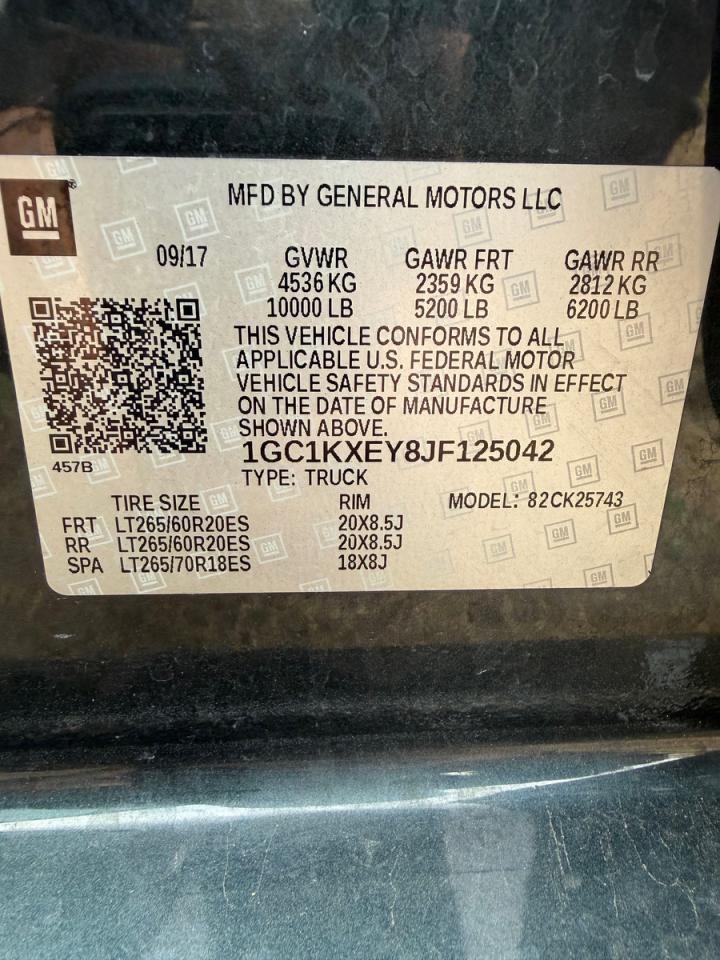 GM
MFD BY GENERAL MOTORS LLC
09/17 GVWR GAWR FRT GAWR RR
4536 KG 2359 KG 2812 KG
10000 LB 5200 LB 6200 LB
THIS VEHICLE CONFORMS TO ALL
APPLICABLE U.S. FEDERAL MOTOR
VEHICLE SAFETY STANDARDS IN EFFECT
ON THE DATE OF MANUFACTURE
SHOWN ABOVE.
457B
1GC1KXEY8JF125042
TYPE: TRUCK
TIRE SIZE RIM MODEL: 82CK25743
FRT LT265/60R20ES 20X8.5J
RR LT265/60R20ES 20X8.5J
SPA LT265/70R18ES 18X8J